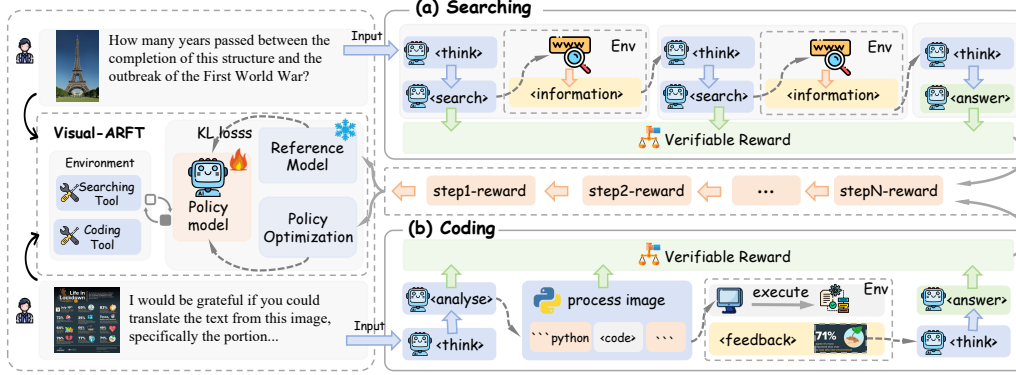 (a) Searching
How many years passed between the
completion of this structure and the
outbreak of the First World War?
Input
<think>
<search>
www
Env
<information>
<think>
<search>
www
Env
<information>
<think>
<answer>
Verifiable Reward
Visual-ARFT
Environment
Searching
Tool
Coding
Tool
KL losss
Policy
model
Reference
Model
Policy
Optimization
step1-reward
step2-reward
...
stepN-reward
(b) Coding
Verifiable Reward
Life in
Lockdown
I would be grateful if you could
translate the text from this image,
specifically the portion...
Input
<analyse>
<think>
process image
```python
<code>
```
execute
Env
<feedback>
71%
<answer>
<think>